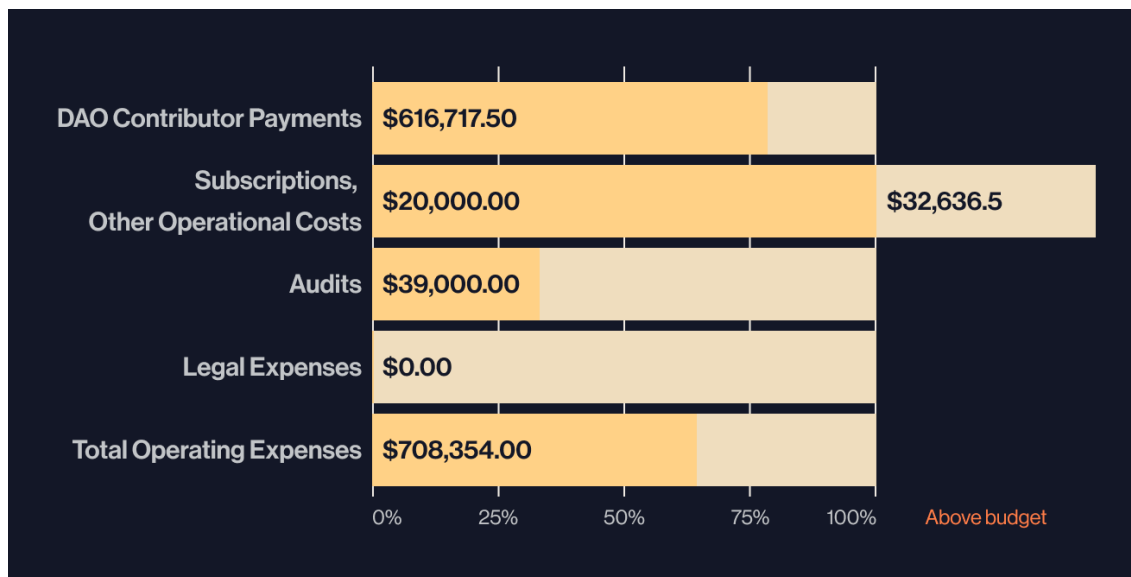 DAO Contributor Payments
$616,717.50
Subscriptions,
Other Operational Costs
$20,000.00
$32,636.5
Audits
$39,000.00
Legal Expenses
$0.00
Total Operating Expenses
$708,354.00
0% 25% 50% 75% 100% Above budget